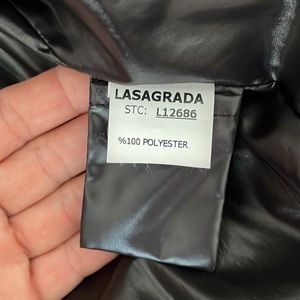 LASAGRADA
STC: L12686
%100 POLYESTER